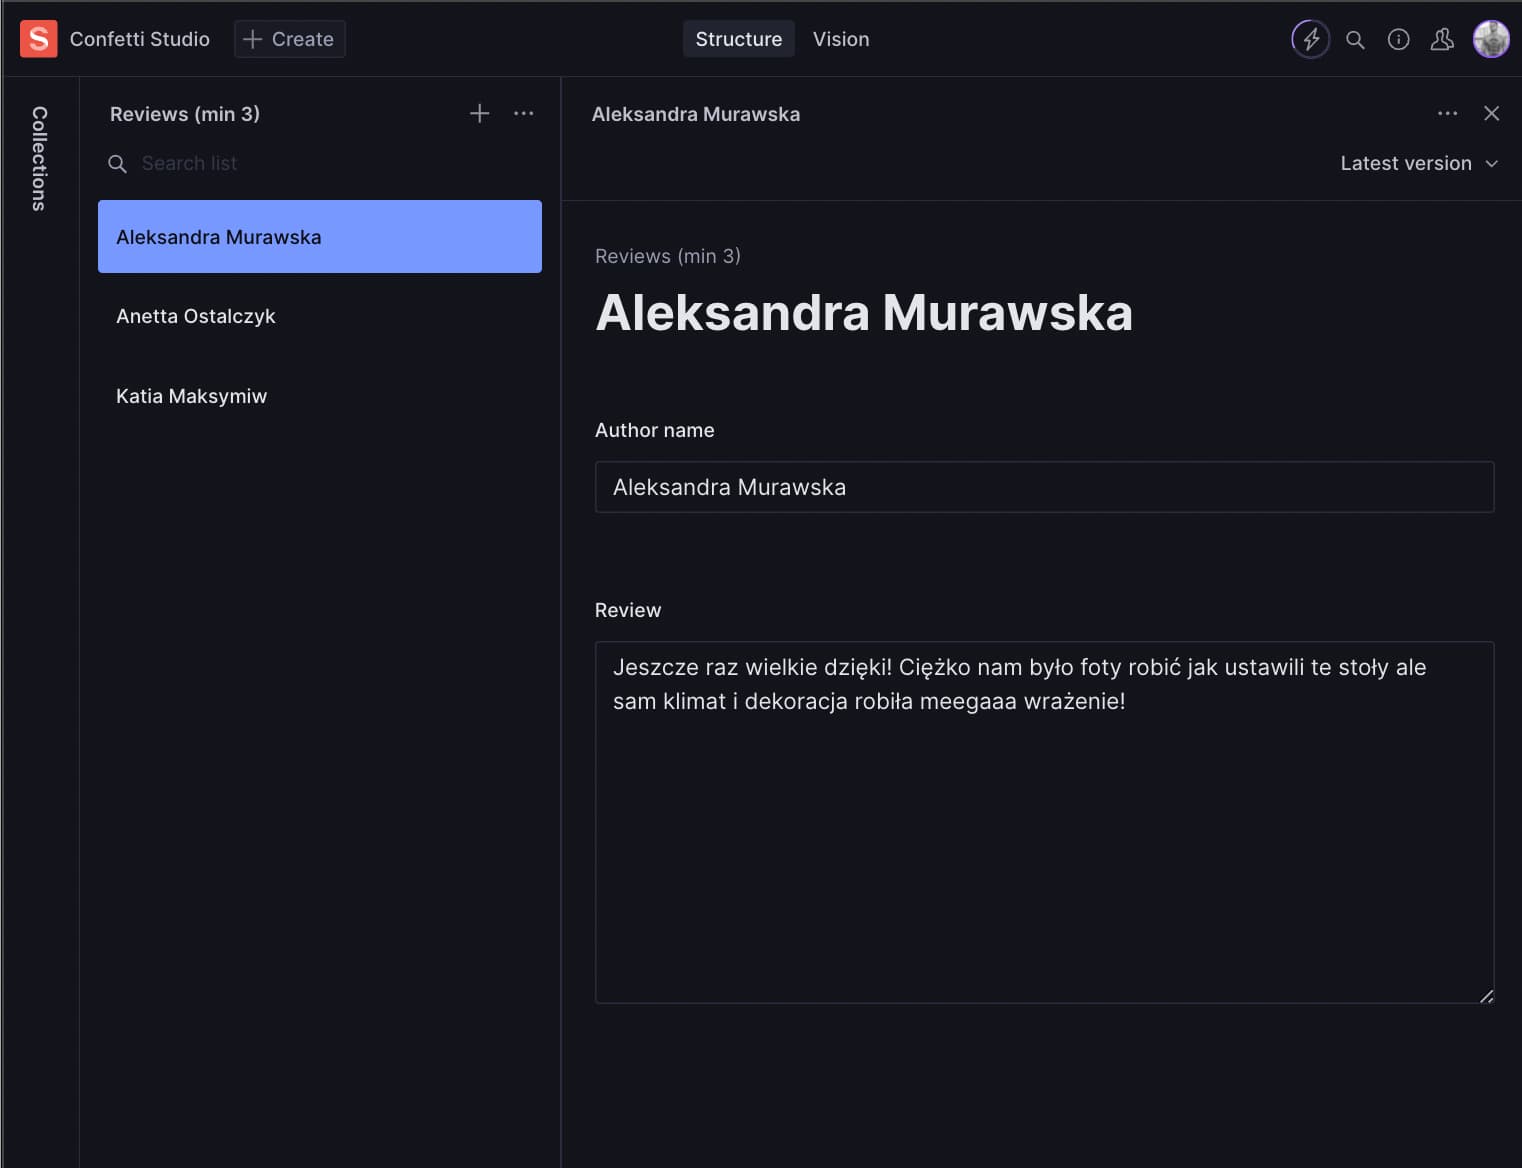 S Confetti Studio
Create
Structure
Vision
Collections
Reviews (min 3)
Search list
Aleksandra Murawska
Anetta Ostalczyk
Katia Maksymiw
Aleksandra Murawska
Latest version
Reviews (min 3)
Aleksandra Murawska
Author name
Aleksandra Murawska
Review
Jeszcze raz wielkie dzięki! Ciężko nam było foty robić jak ustawili te stoły ale
sam klimat i dekoracja robiła meegaaa wrażenie!